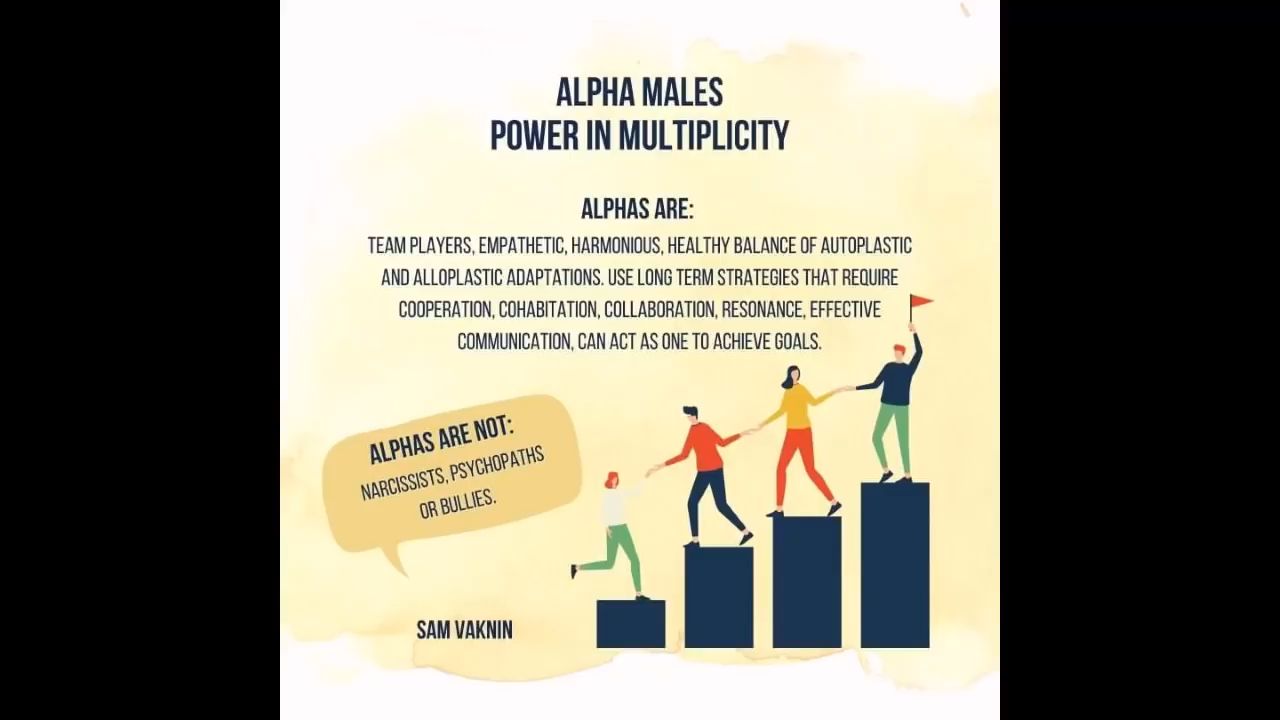 ALPHA MALES
POWER IN MULTIPLICITY
ALPHAS ARE:
TEAM PLAYERS, EMPATHETIC, HARMONIOUS, HEALTHY BALANCE OF AUTOPLASTIC
AND ALLOPLASTIC ADAPTATIONS. USE LONG TERM STRATEGIES THAT REQUIRE
COOPERATION, COHABITATION, COLLABORATION, RESONANCE, EFFECTIVE
COMMUNICATION, CAN ACT AS ONE TO ACHIEVE GOALS.
ALPHAS ARE NOT:
NARCISSISTS, PSYCHOPATHS
OR BULLIES.
SAM VAKNIN